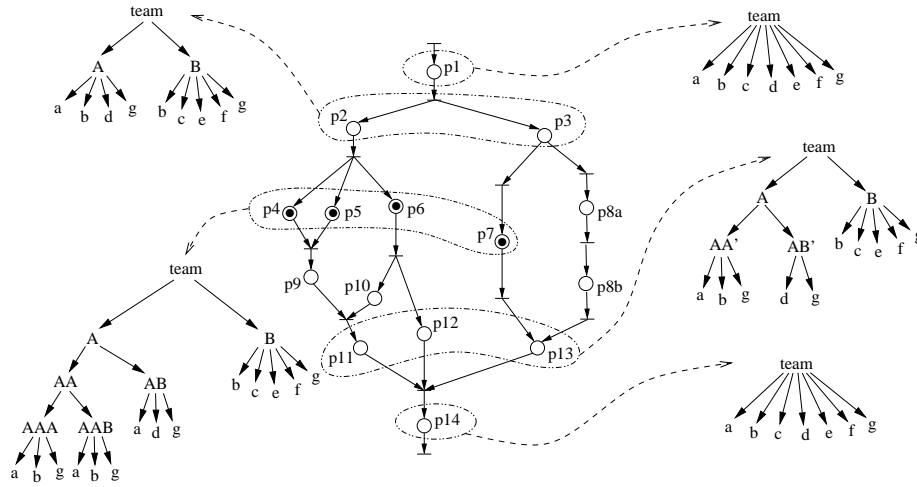 team
A B
a b d g b c e f g
p1
team
a b c d e f g
p2 p3
p4 p5 p6
p7 p8a
p9 p10 p8b
p12
p11 p13
p14
team
A B
AA' AB' b c e f g
a b g d g
team
A
B
AA AB b c e f g
AAA AAB a d g
a b g a b g
team
a b c d e f g